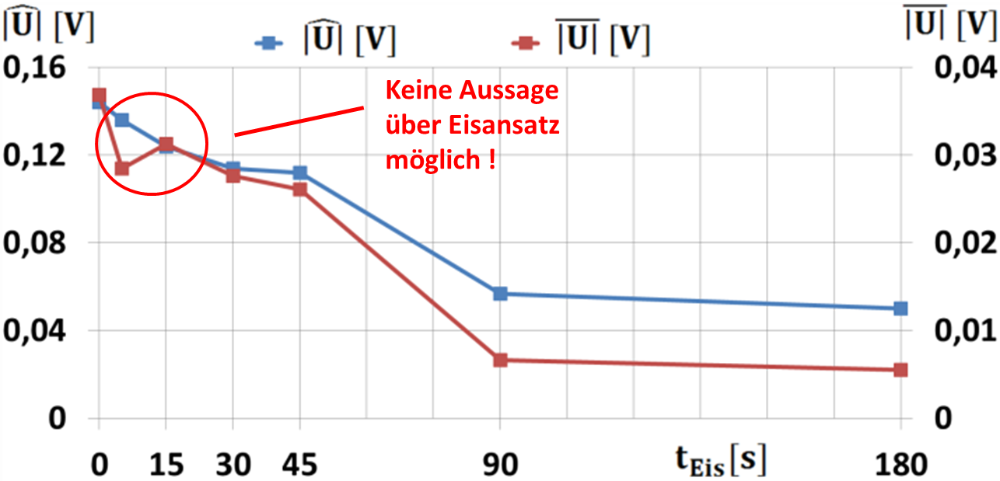 |Û| [V]
|Û| [V]
|U̅| [V]
|U̅| [V]
0,16
0,12
0,08
0,04
0
Keine Aussage
über Eisansatz
möglich !
0,04
0,03
0,02
0,01
0
0 15 30 45 90 t_Eis[s] 180